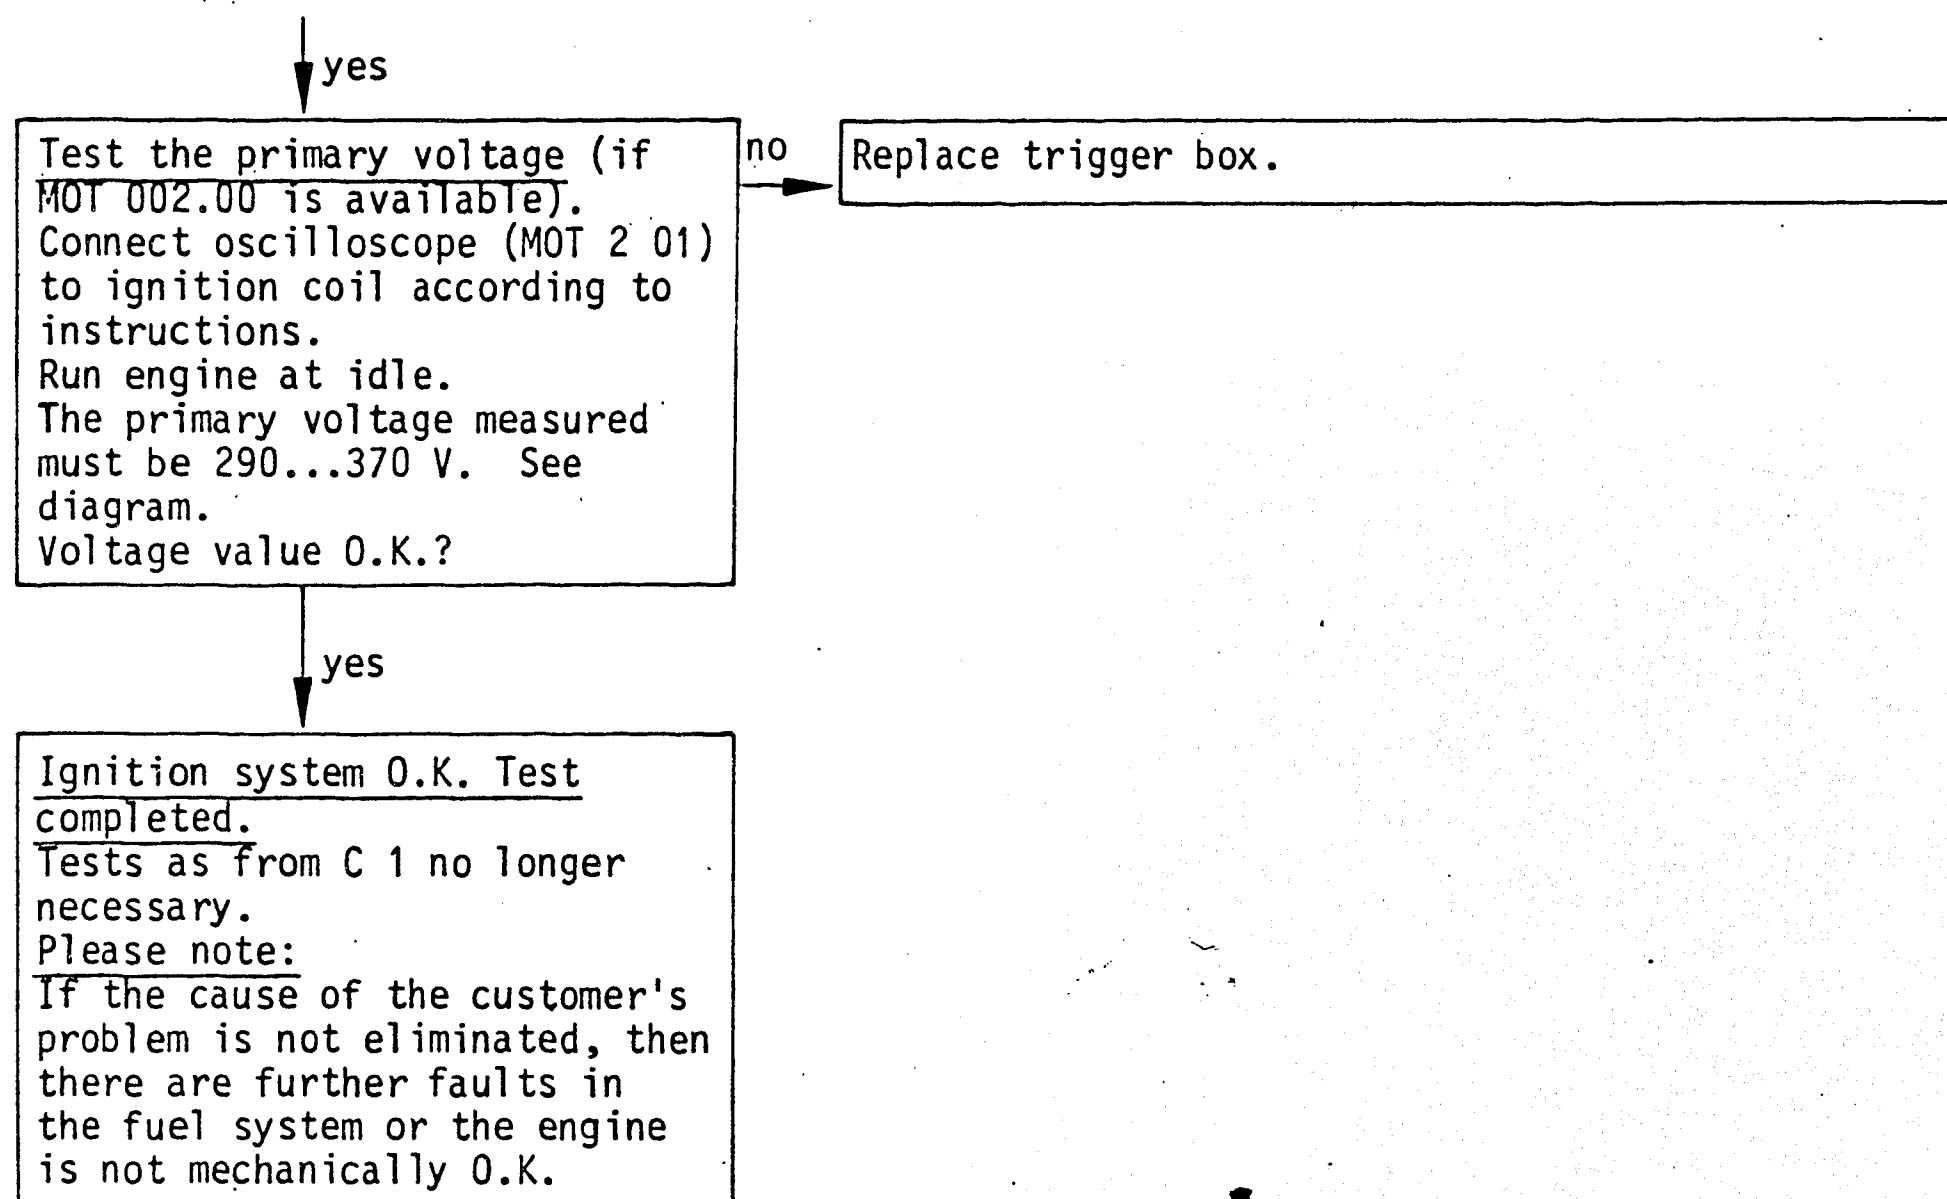 yes
Test the primary voltage (if
MOT 002.00 is available).
Connect oscilloscope (MOT 2 01)
to ignition coil according to
instructions.
Run engine at idle.
The primary voltage measured
must be 290...370 V. See
diagram.
Voltage value O.K.?
no
Replace trigger box.
yes
Ignition system O.K. Test
completed.
Tests as from C 1 no longer
necessary.
Please note:
If the cause of the customer's
problem is not eliminated, then
there are further faults in
the fuel system or the engine
is not mechanically O.K.